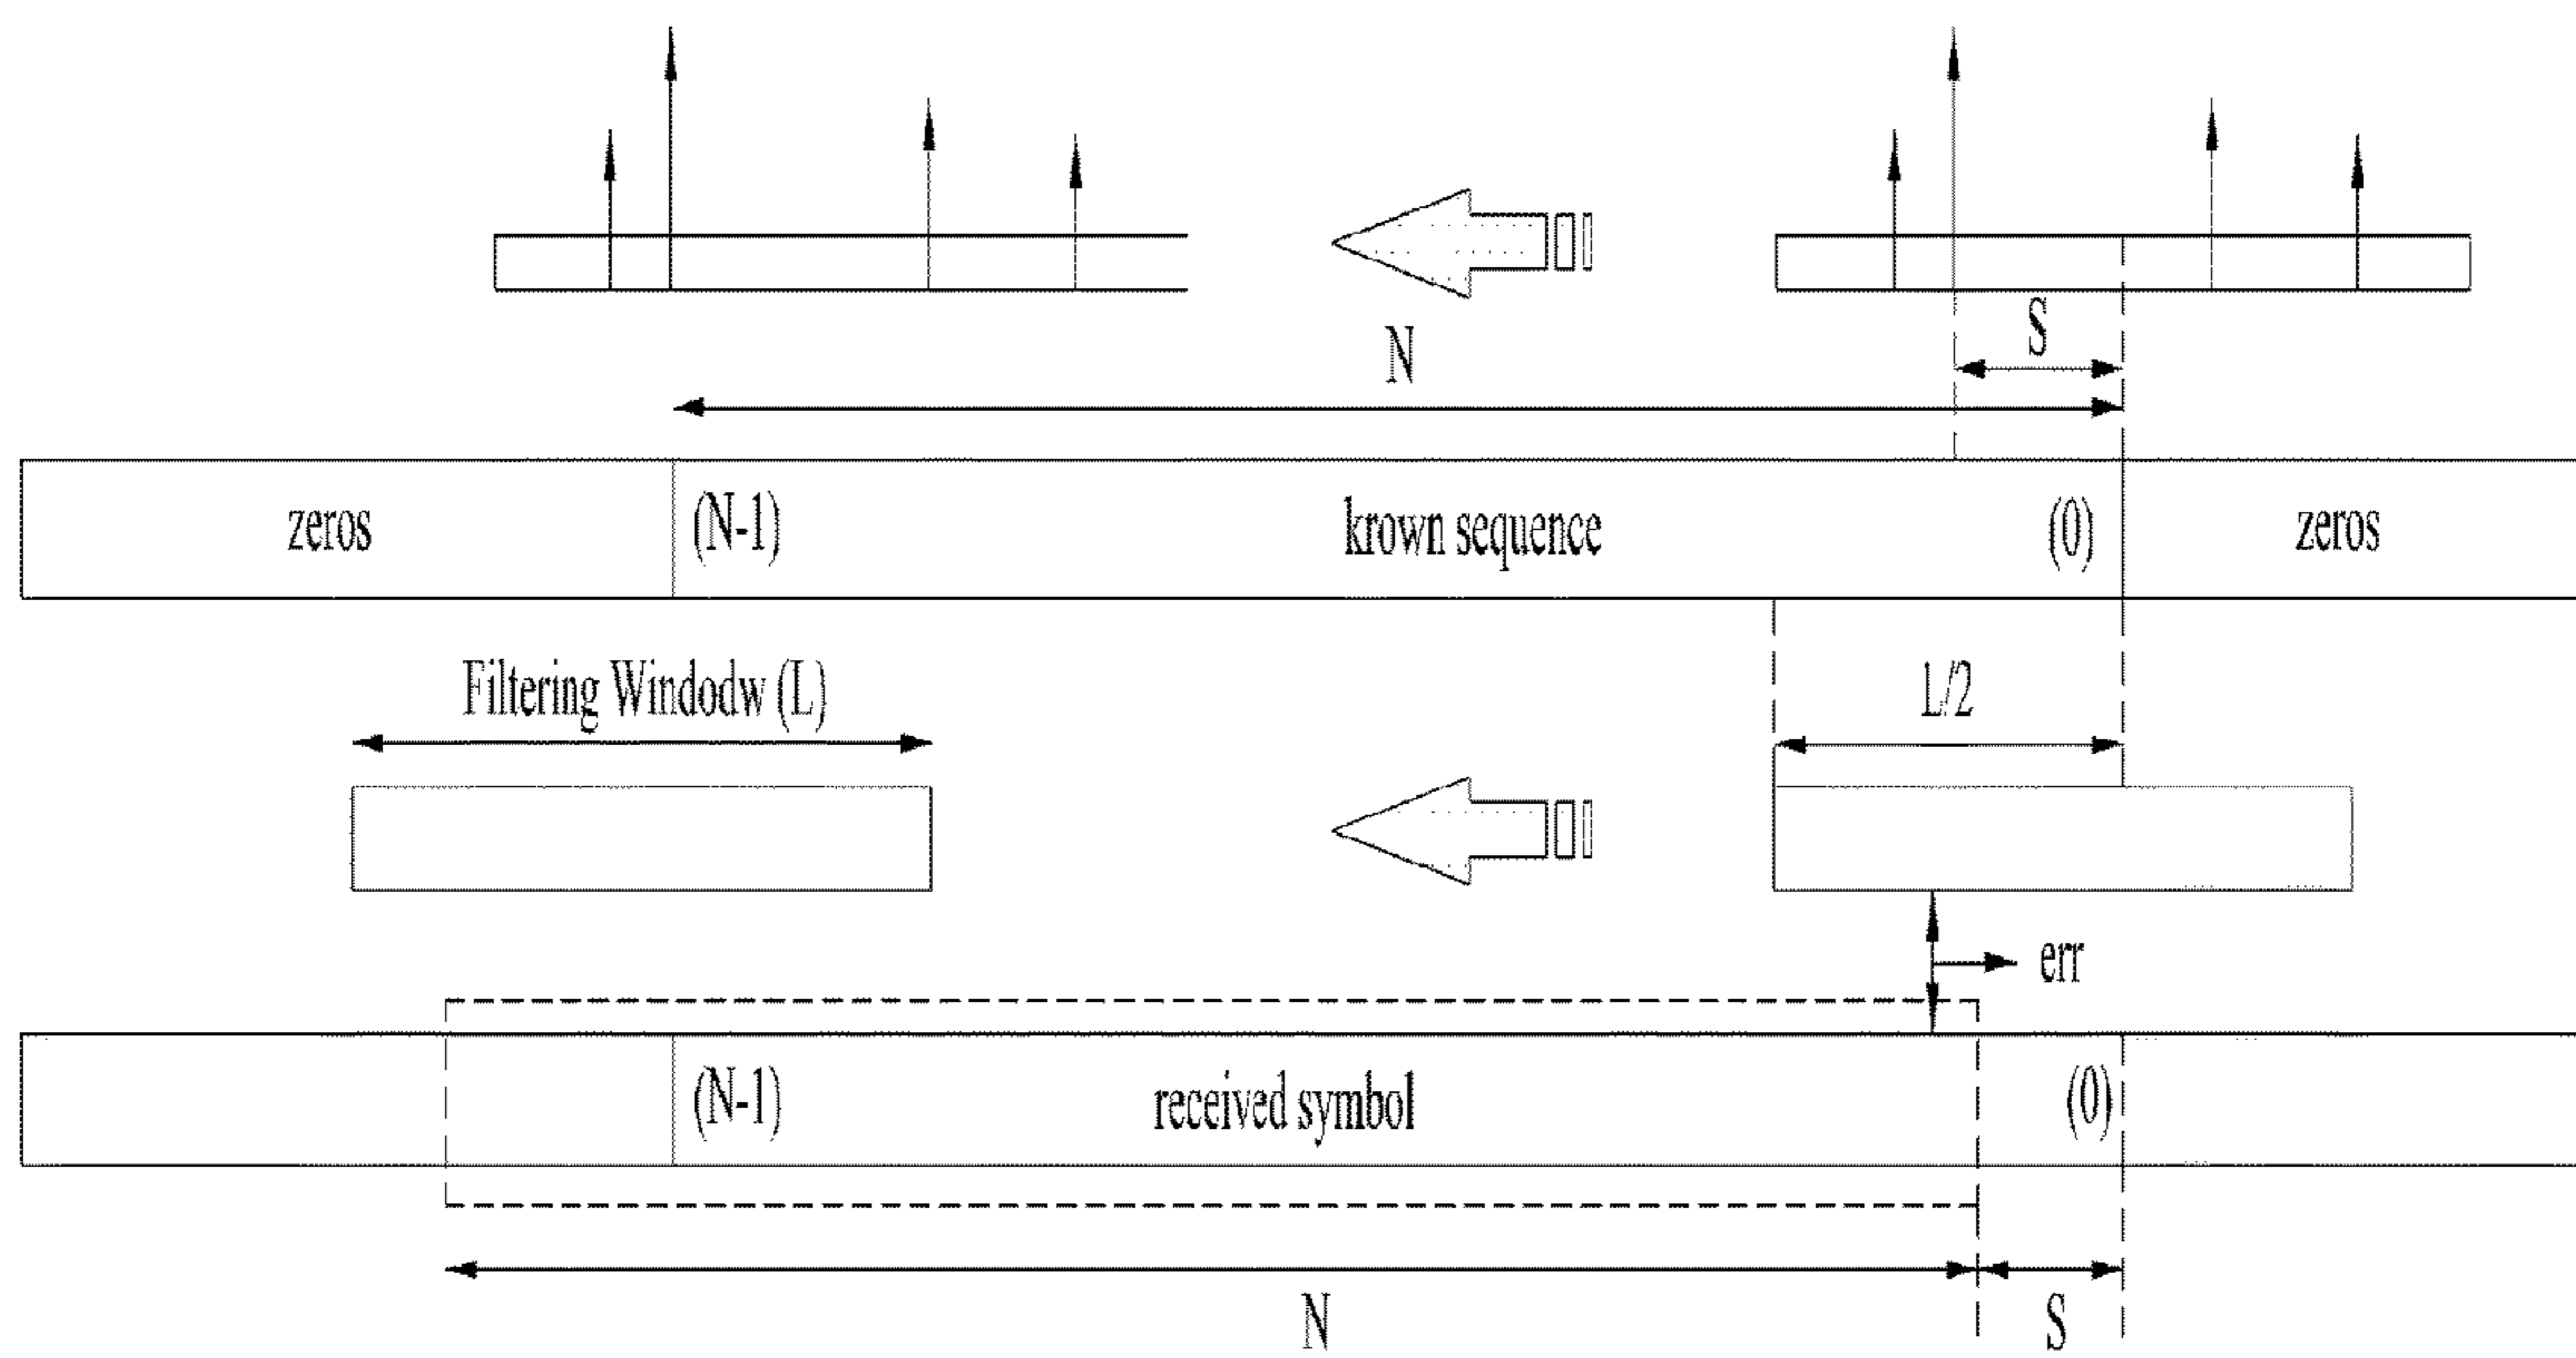 S
N
zeros
(N-1)
krown sequence
(0)
zeros
Filtering Windodw (L)
L/2
err
(N-1)
received symbol
(0)
N
S